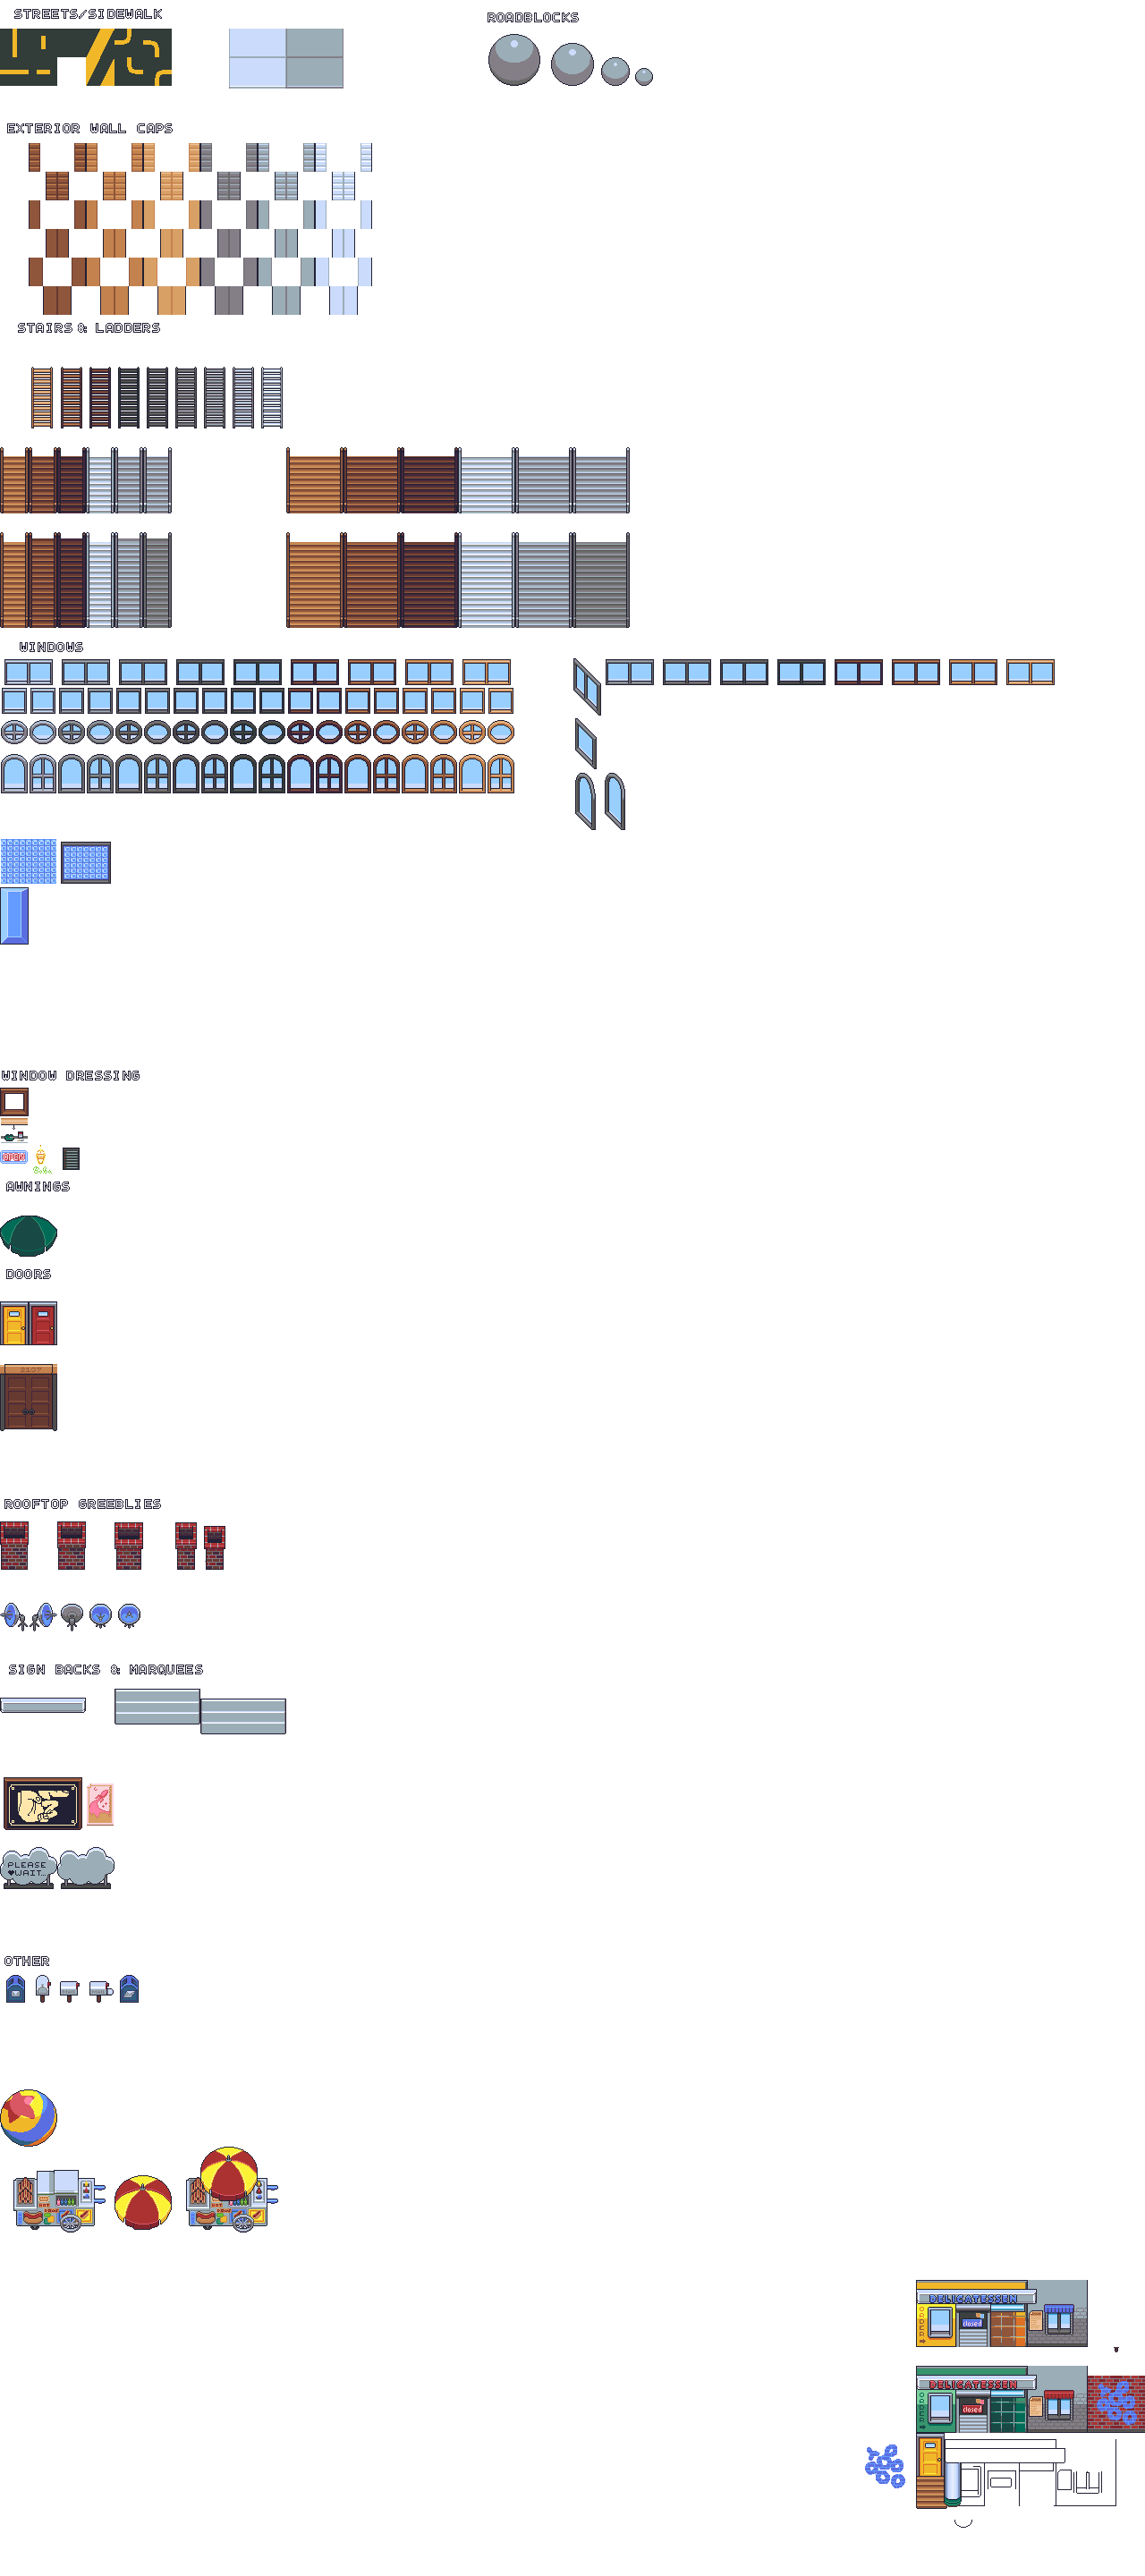 STREETS/SIDEWALK
ROADBLOCKS
EXTERIOR WALL CAPS
STAIRS & LADDERS
WINDOWS
WINDOW DRESSING
OPEN
AWNINGS
DOORS
ROOFTOP GREEBLIES
SIGN BACKS & MARQUEES
PLEASE
♥WAIT...
OTHER
DELICATESSEN
closed
DELICATESSEN
closed